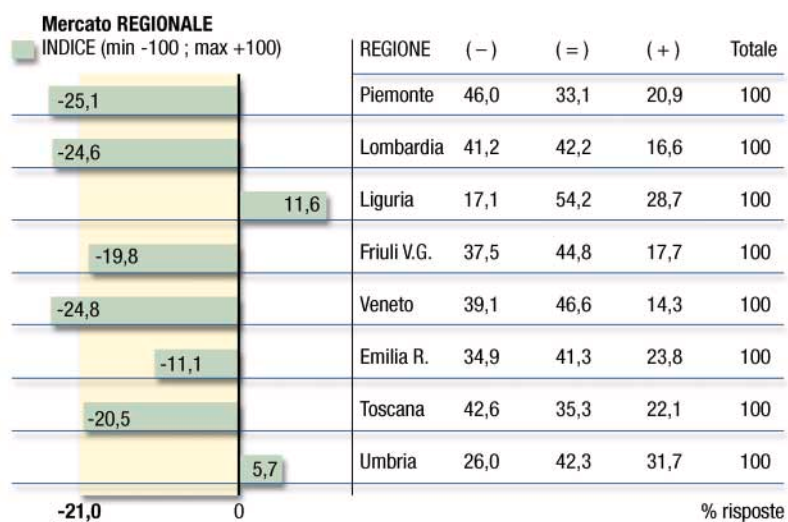 Mercato REGIONALE
INDICE (min -100 ; max +100)
REGIONE (–) (=) (+) Totale
-25,1 Piemonte 46,0 33,1 20,9 100
-24,6 Lombardia 41,2 42,2 16,6 100
11,6 Liguria 17,1 54,2 28,7 100
-19,8 Friuli V.G. 37,5 44,8 17,7 100
-24,8 Veneto 39,1 46,6 14,3 100
-11,1 Emilia R. 34,9 41,3 23,8 100
-20,5 Toscana 42,6 35,3 22,1 100
5,7 Umbria 26,0 42,3 31,7 100
-21,0 0 % risposte